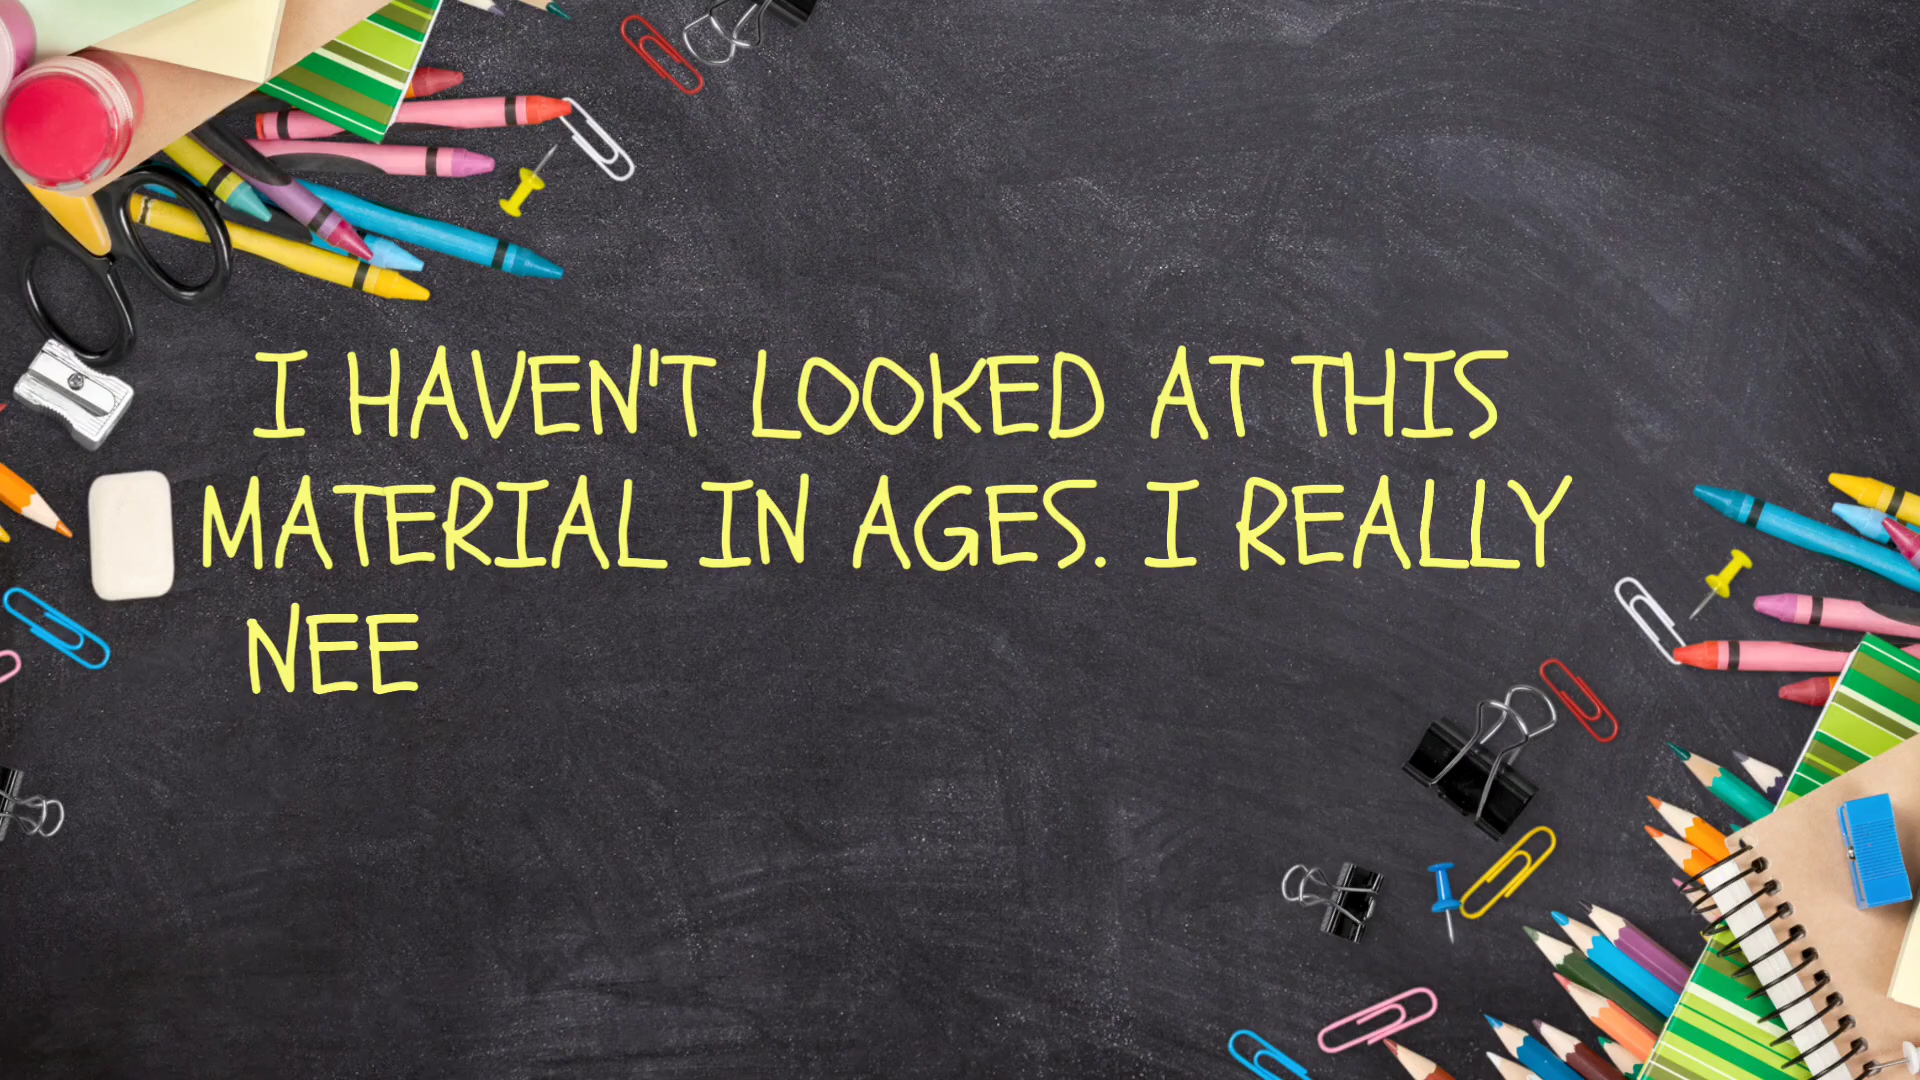 I HAVEN'T LOOKED AT THIS
MATERIAL IN AGES. I REALLY
NEE